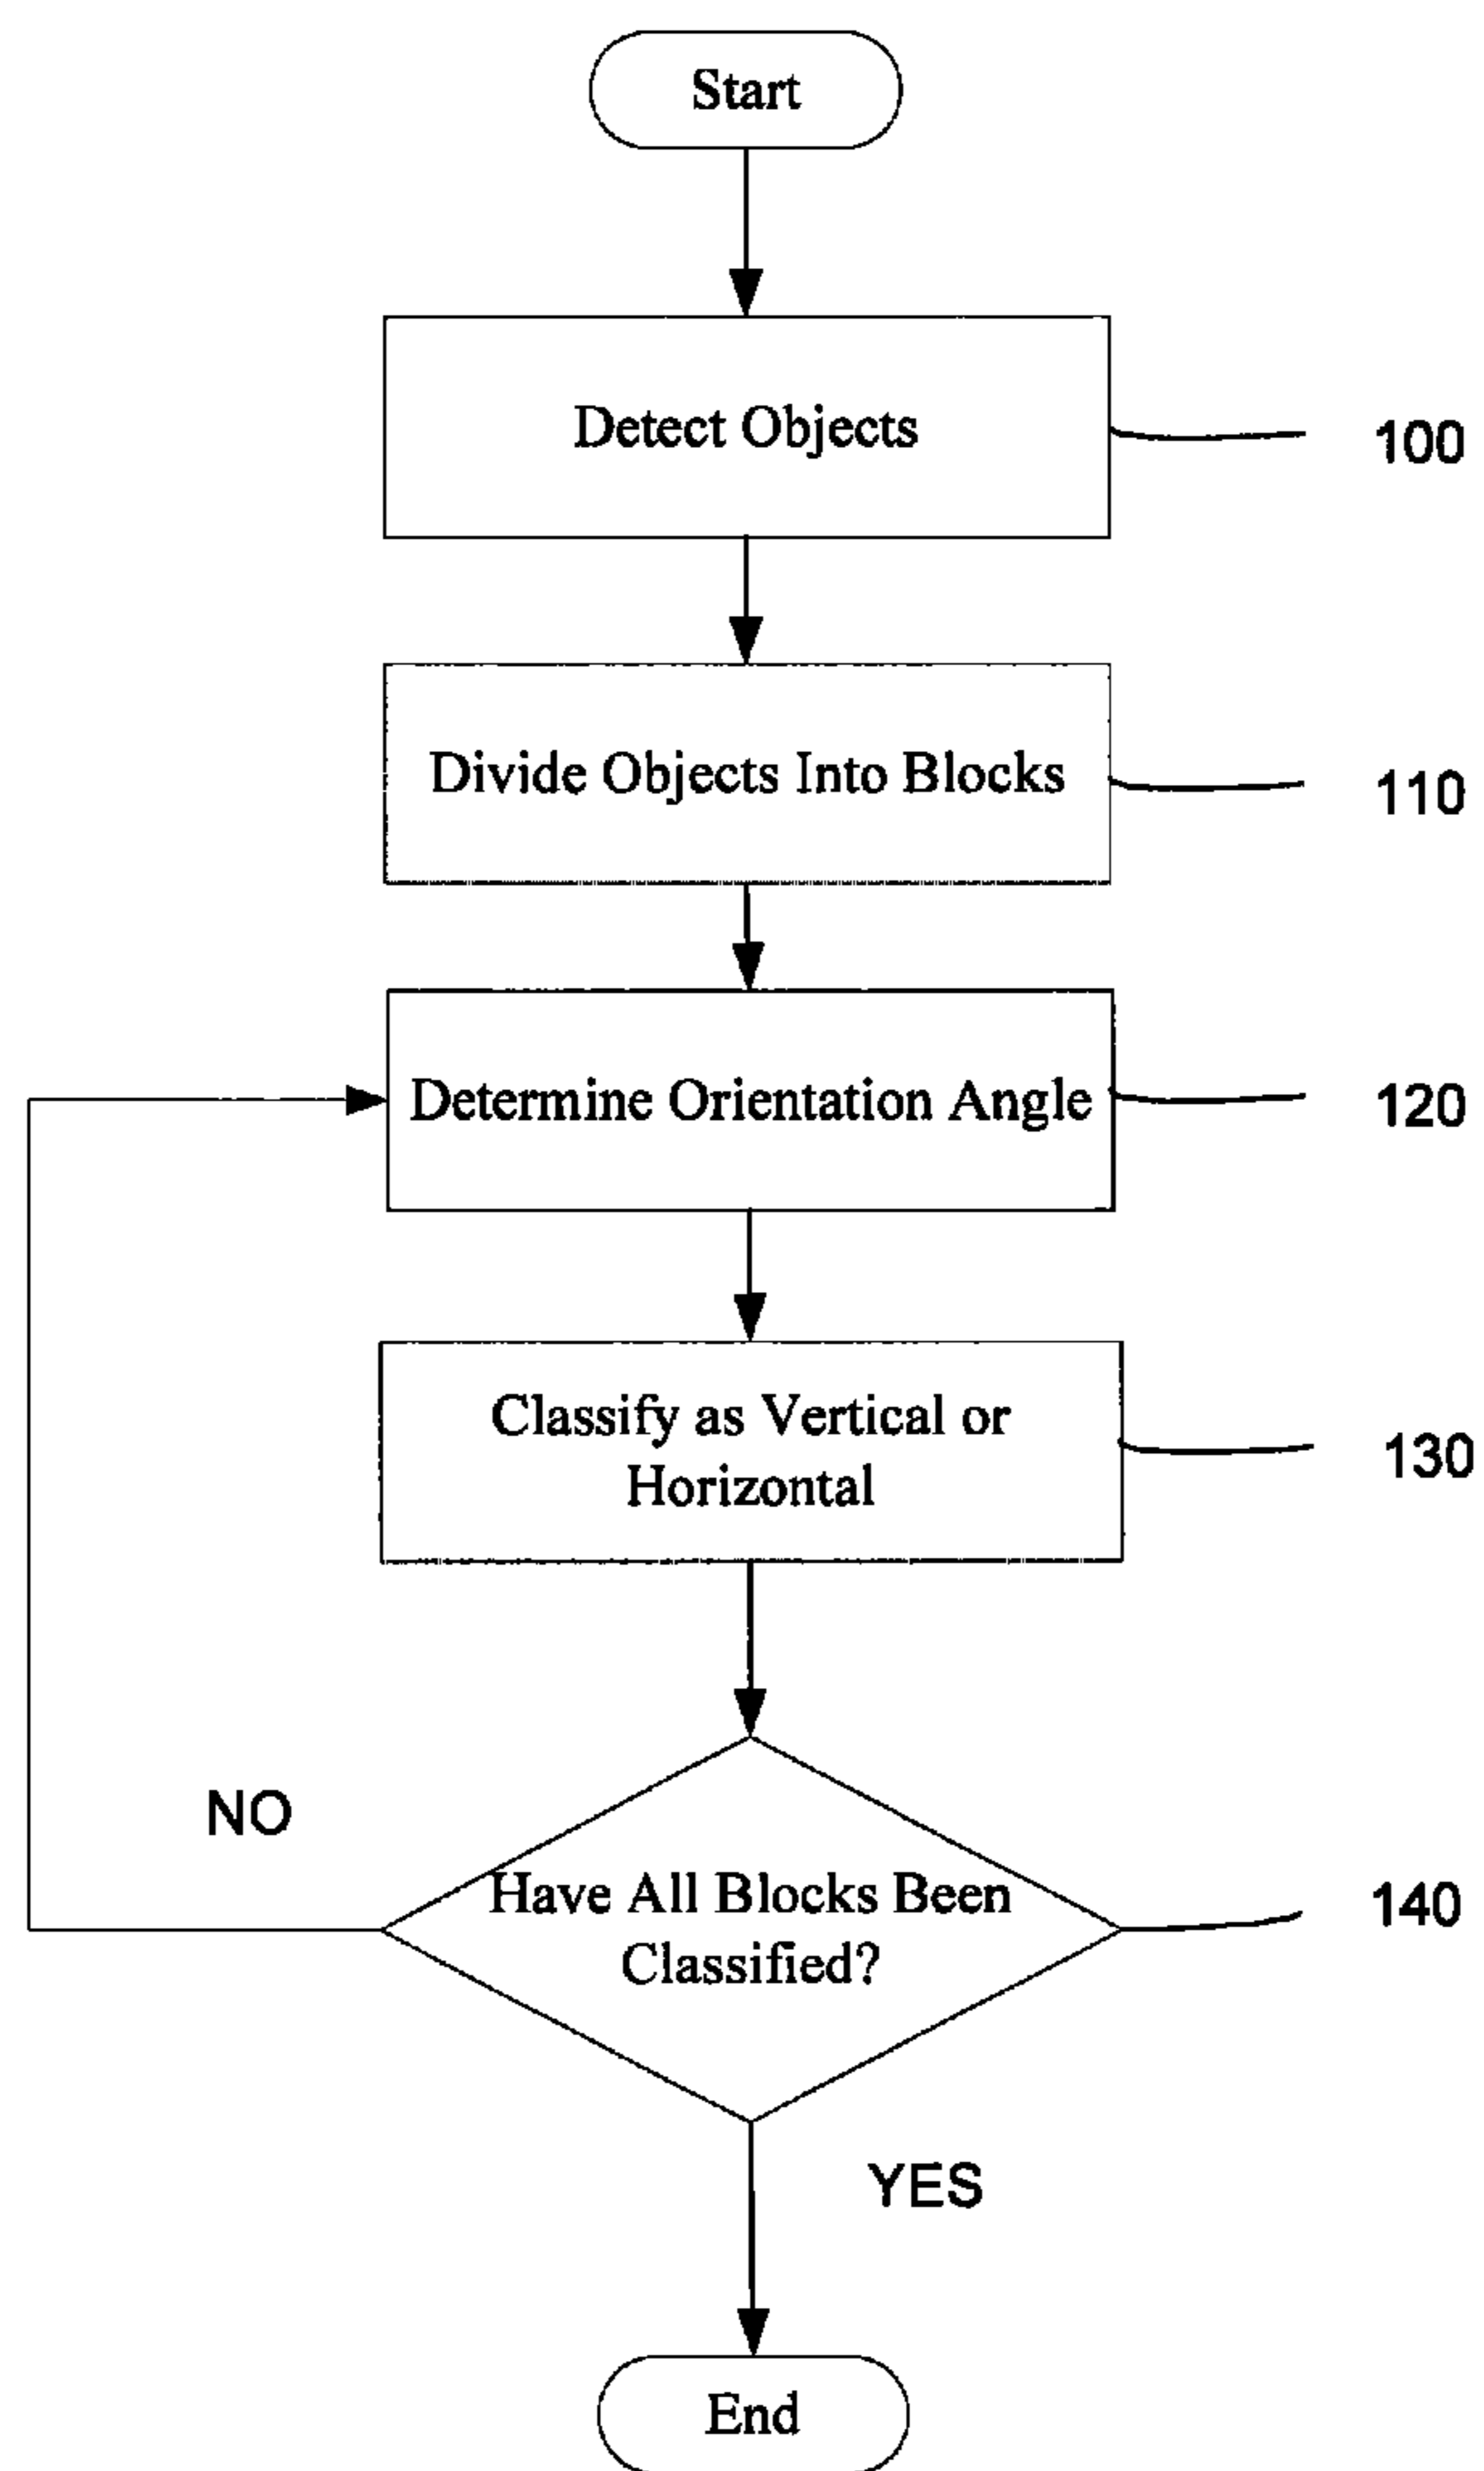 Start
Detect Objects
100
Divide Objects Into Blocks
110
Determine Orientation Angle
120
Classify as Vertical or
Horizontal
130
NO
Have All Blocks Been
Classified?
140
YES
End